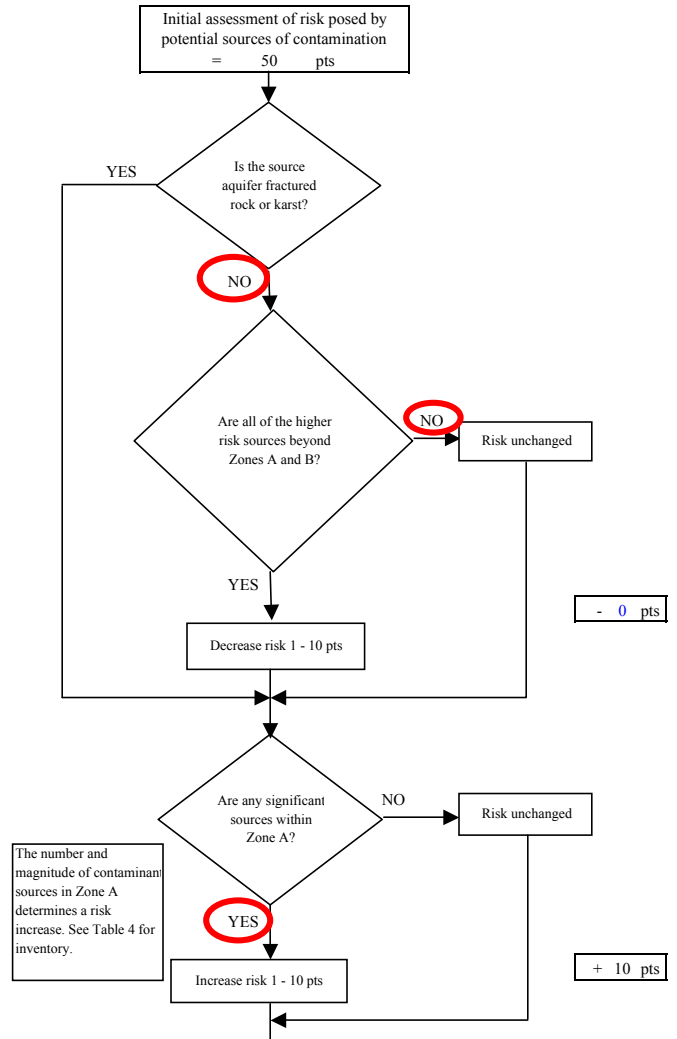 Initial assessment of risk posed by
potential sources of contamination
= 50 pts
YES
Is the source
aquifer fractured
rock or karst?
NO
Are all of the higher
risk sources beyond
Zones A and B?
NO
Risk unchanged
YES
- 0 pts
Decrease risk 1 - 10 pts
Are any significant
sources within
Zone A?
NO
Risk unchanged
The number and
magnitude of contaminant
sources in Zone A
determines a risk
increase. See Table 4 for
inventory.
YES
Increase risk 1 - 10 pts
+ 10 pts